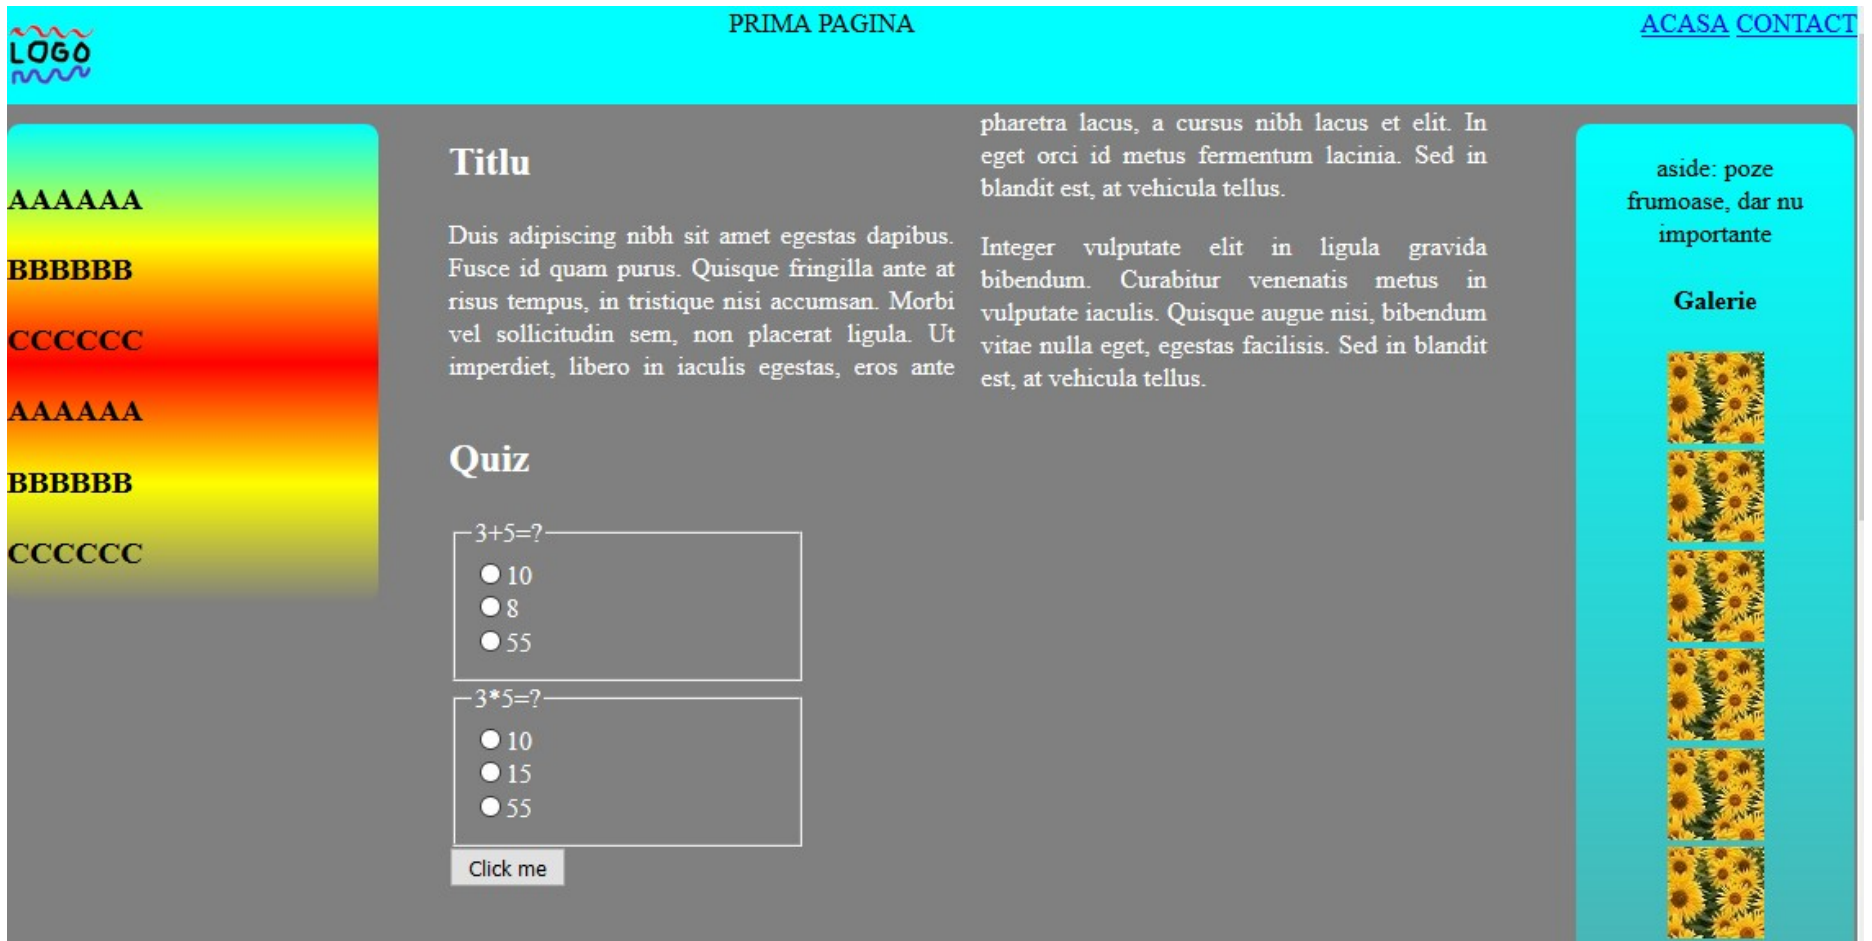 LOGO
PRIMA PAGINA
ACASA CONTACT
AAAAAA
BBBBBB
CCCCCC
AAAAAA
BBBBBB
CCCCCC
Titlu
Duis adipiscing nibh sit amet egestas dapibus.
Fusce id quam purus. Quisque fringilla ante at
risus tempus, in tristique nisi accumsan. Morbi
vel sollicitudin sem, non placerat ligula. Ut
imperdiet, libero in iaculis egestas, eros ante
pharetra lacus, a cursus nibh lacus et elit. In
eget orci id metus fermentum lacinia. Sed in
blandit est, at vehicula tellus.
Integer vulputate elit in ligula gravida
bibendum. Curabitur venenatis metus in
vulputate iaculis. Quisque augue nisi, bibendum
vitae nulla eget, egestas facilisis. Sed in blandit
est, at vehicula tellus.
Quiz
3+5=?
10
8
55
3*5=?
10
15
55
Click me
aside: poze
frumoase, dar nu
importante
Galerie